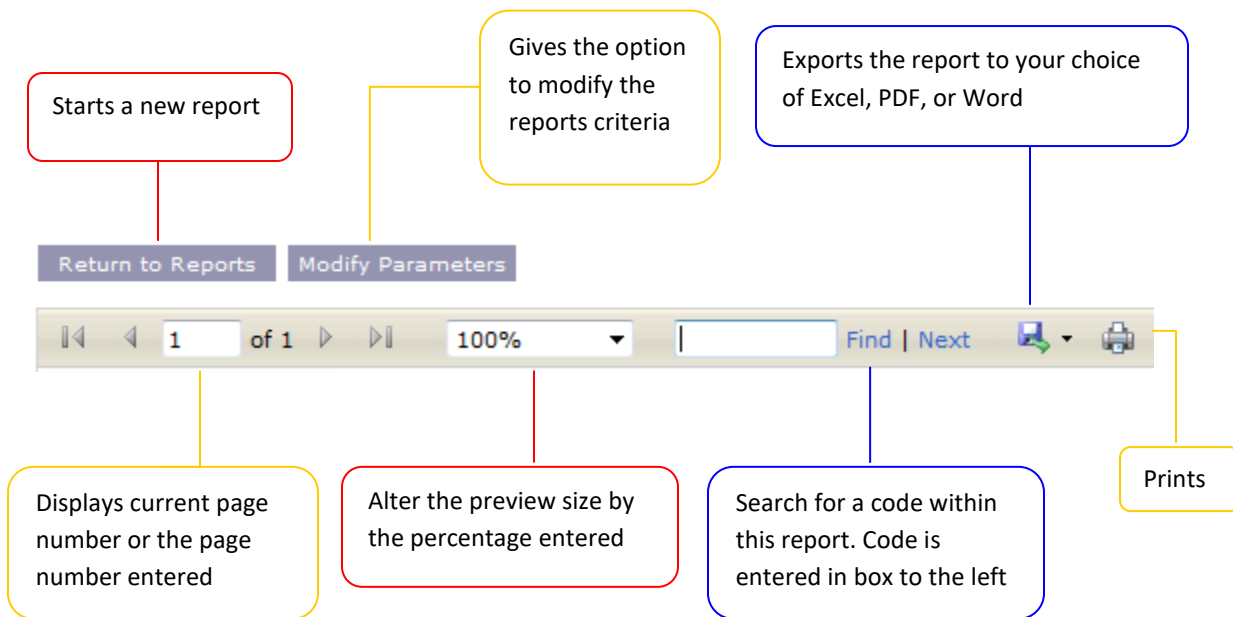 Gives the option
to modify the
reports criteria
Exports the report to your choice
of Excel, PDF, or Word
Starts a new report
Return to Reports Modify Parameters
1 of 1 100% Find | Next
Displays current page
number or the page
number entered
Alter the preview size by
the percentage entered
Search for a code within
this report. Code is
entered in box to the left
Prints